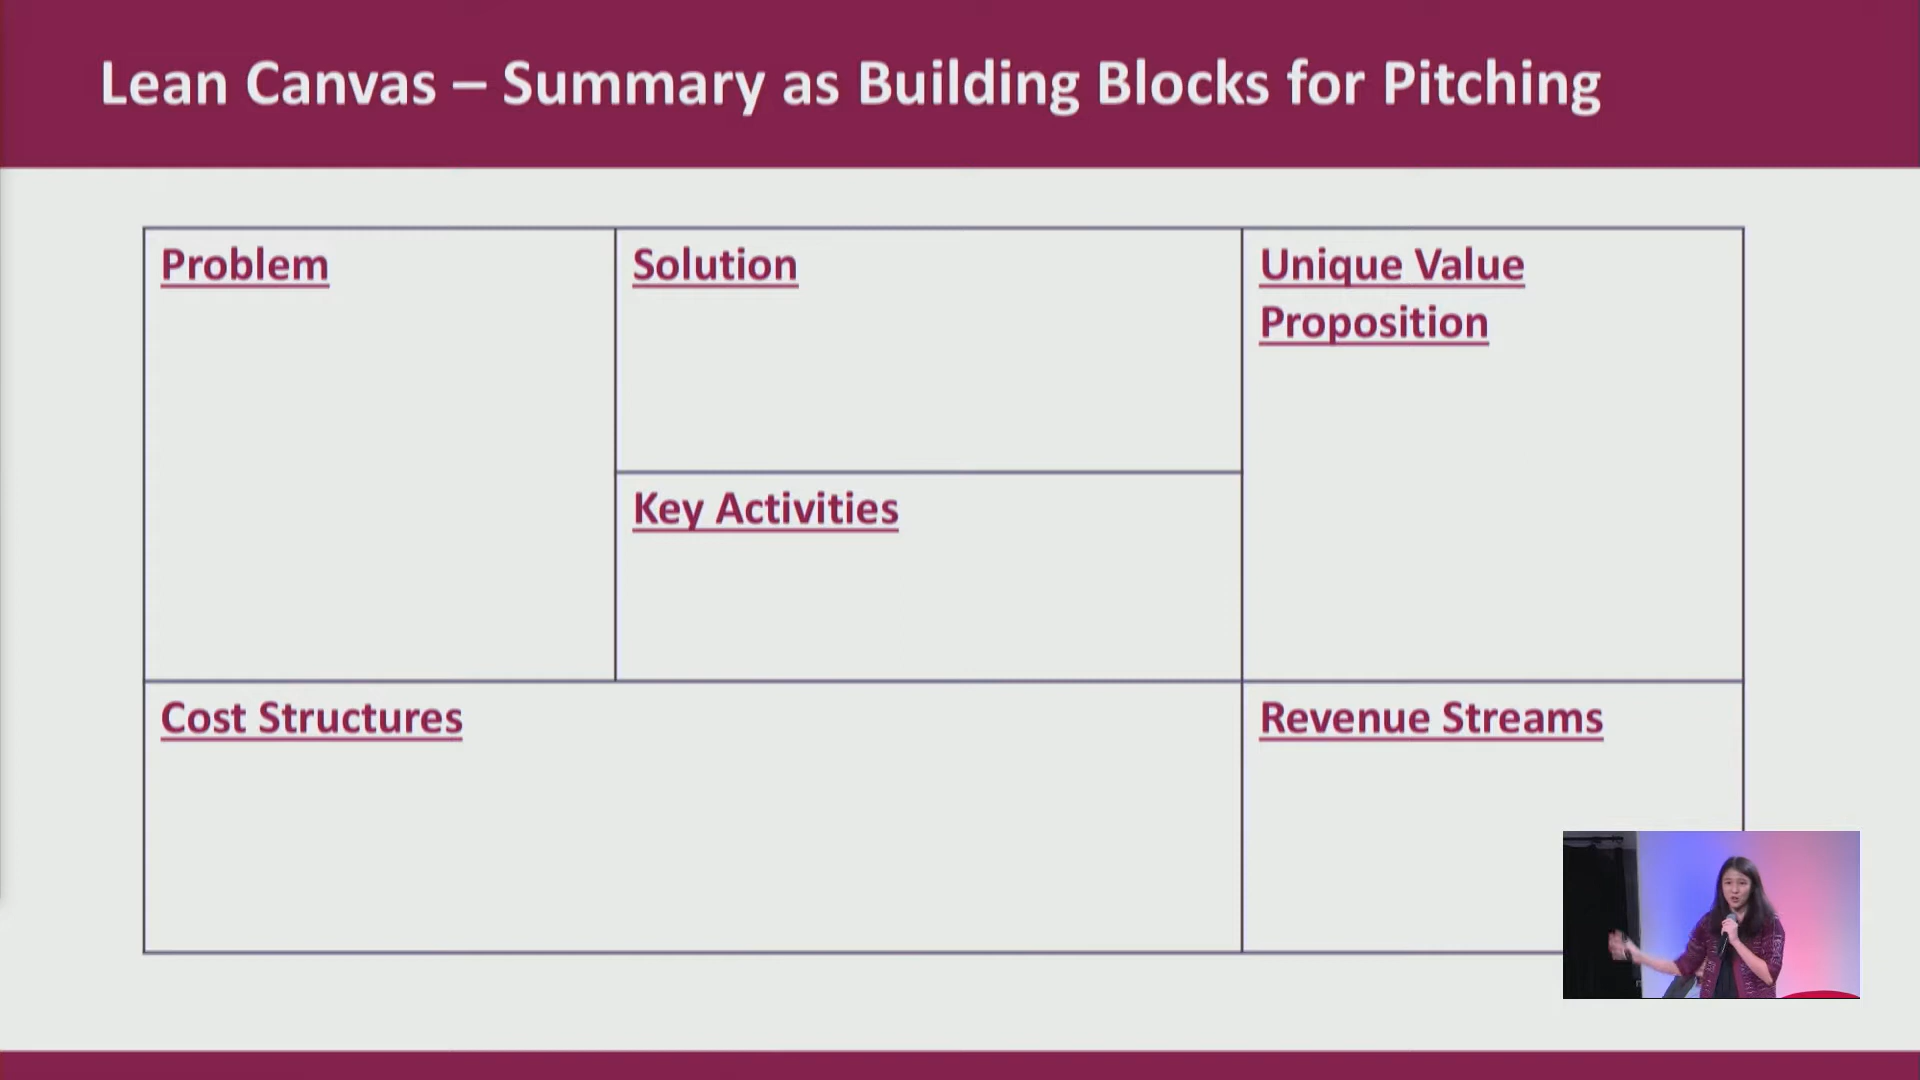 Lean Canvas – Summary as Building Blocks for Pitching
Problem
Solution
Unique Value
Proposition
Key Activities
Cost Structures
Revenue Streams